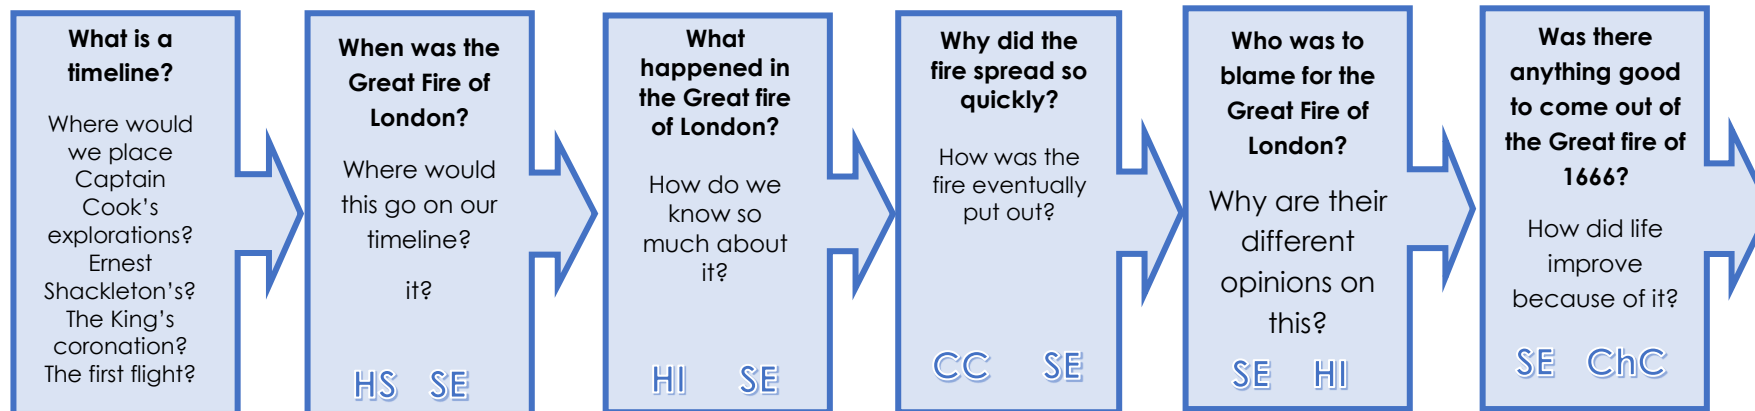 What is a
timeline?
Where would
we place
Captain
Cook's
explorations?
Ernest
Shackleton's?
The King's
coronation?
The first flight?
When was the
Great Fire of
London?
Where would
this go on our
timeline?
it?
HS SE
What
happened in
the Great fire
of London?
How do we
know so
much about
it?
HI SE
Why did the
fire spread so
quickly?
How was the
fire eventually
put out?
CC SE
Who was to
blame for the
Great Fire of
London?
Why are their
different
opinions on
this?
SE HI
Was there
anything good
to come out of
the Great fire of
1666?
How did life
improve
because of it?
SE ChC